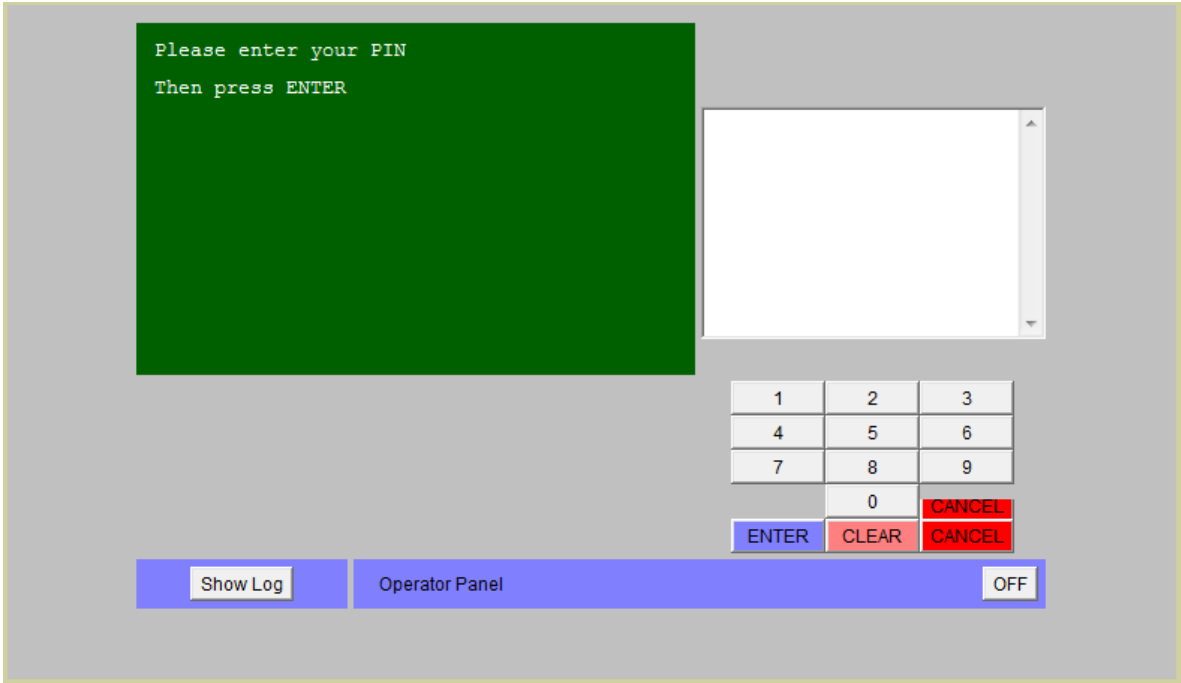 Please enter your PIN
Then press ENTER
1 2 3
4 5 6
7 8 9
0 CANCEL
ENTER CLEAR CANCEL
Show Log Operator Panel OFF